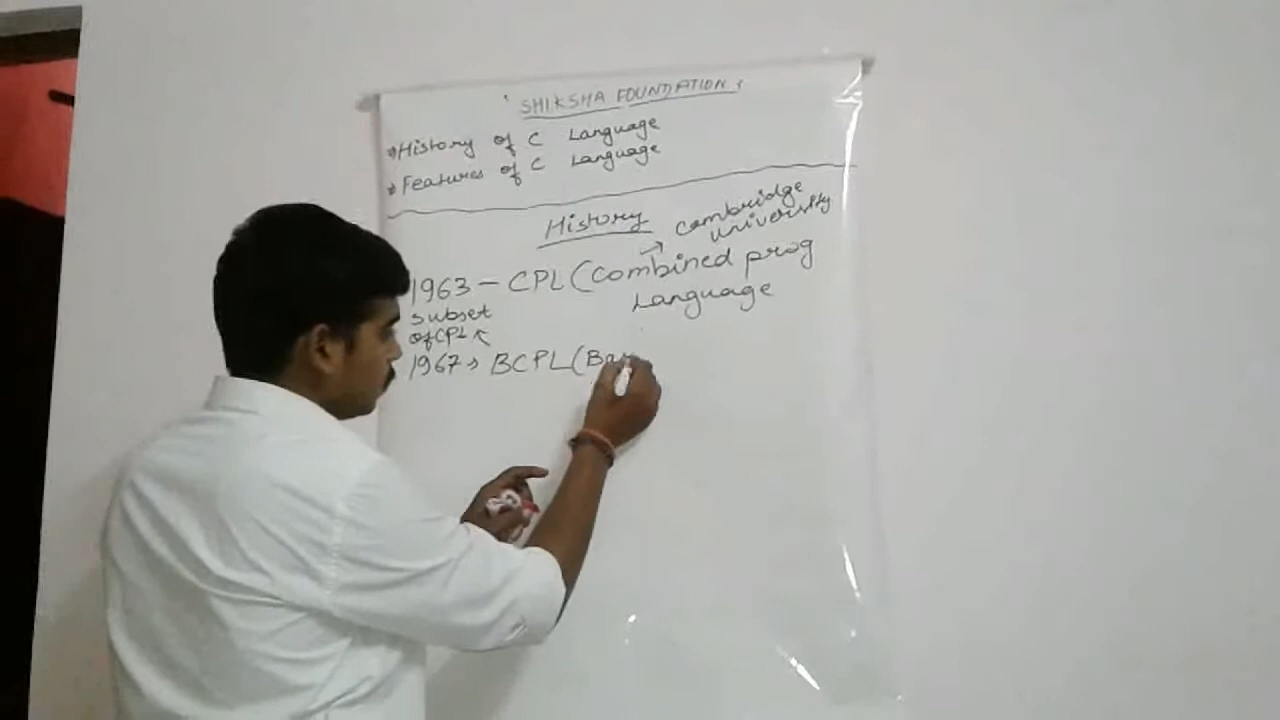 SHIKSHA FOUNDATION
*History of C Language
*Features of C Language
History
→ Cambridge
University
1963 - CPL (Combined prog
Language
Subset
of CPL ↖
1967 → BCPL (Bas